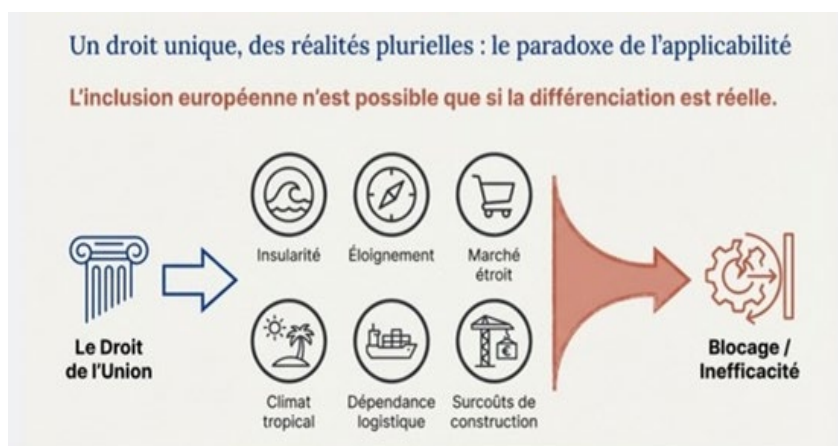 Un droit unique, des réalités plurielles : le paradoxe de l'applicabilité
L'inclusion européenne n'est possible que si la différenciation est réelle.
Le Droit
de l'Union
Insularité
Éloignement
Marché
étroit
Climat
tropical
Dépendance
logistique
€
Surcoûts de
construction
Blocage /
Inefficacité